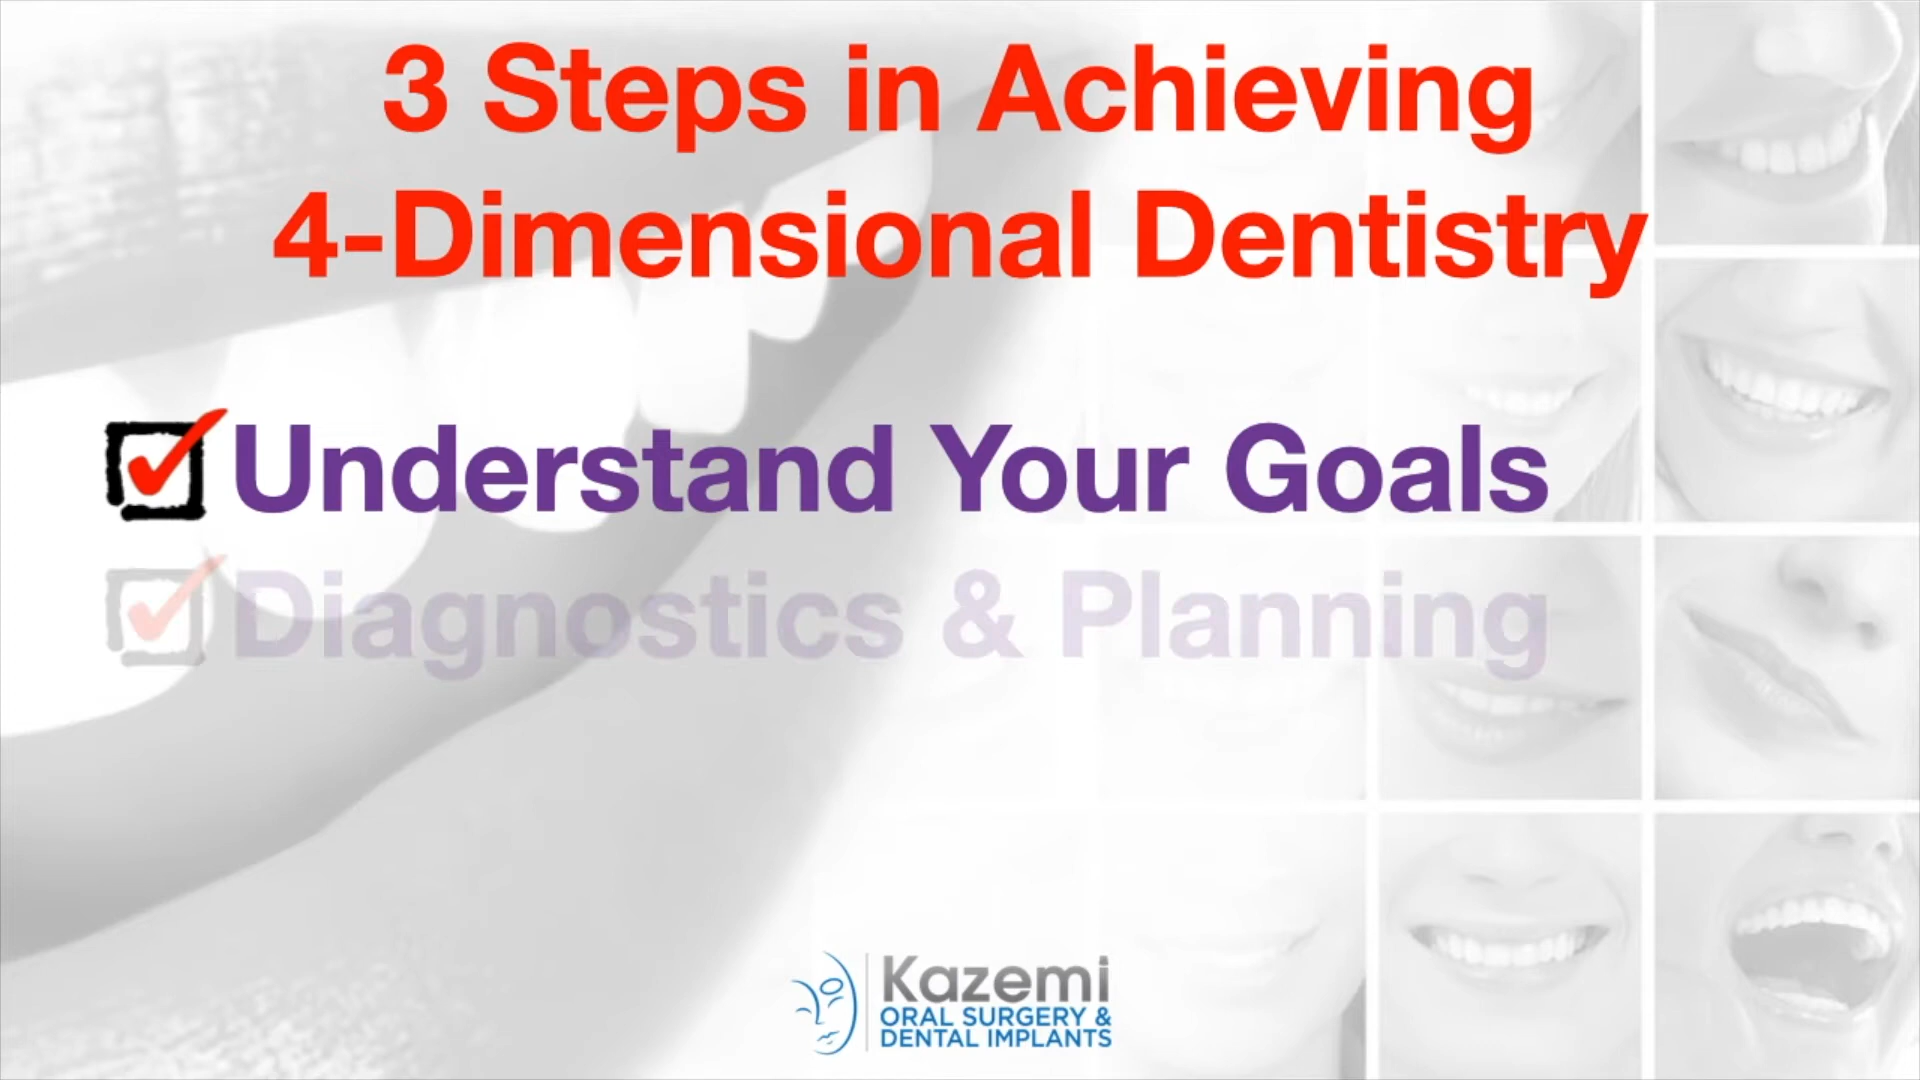 3 Steps in Achieving
4-Dimensional Dentistry
Understand Your Goals
Diagnostics & Planning
Kazemi
ORAL SURGERY &
DENTAL IMPLANTS